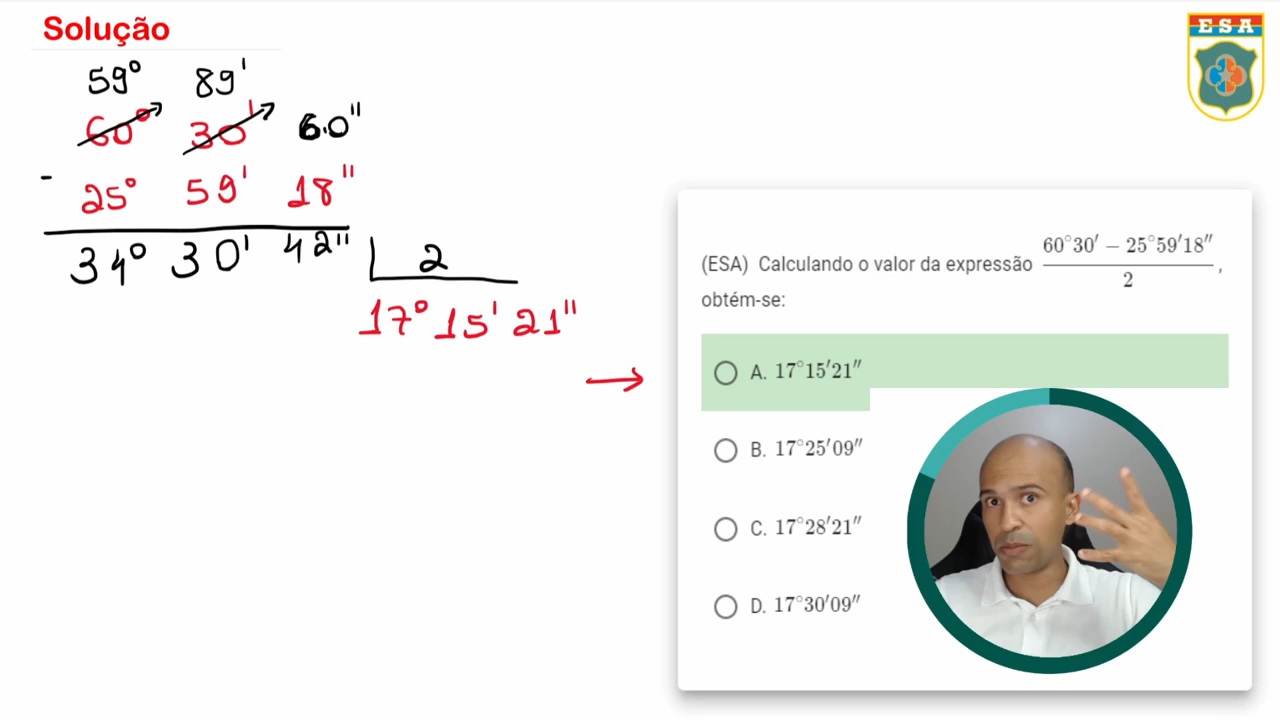 Solução
59° 89'
60° 30' 60"
- 25° 59' 18"
34° 30' 42" 2
17° 15' 21"
ESA
(ESA) Calculando o valor da expressão 60°30′ − 25°59′18″ / 2 ,
obtém-se:
A. 17°15′21″
B. 17°25′09″
C. 17°28′21″
D. 17°30′09″